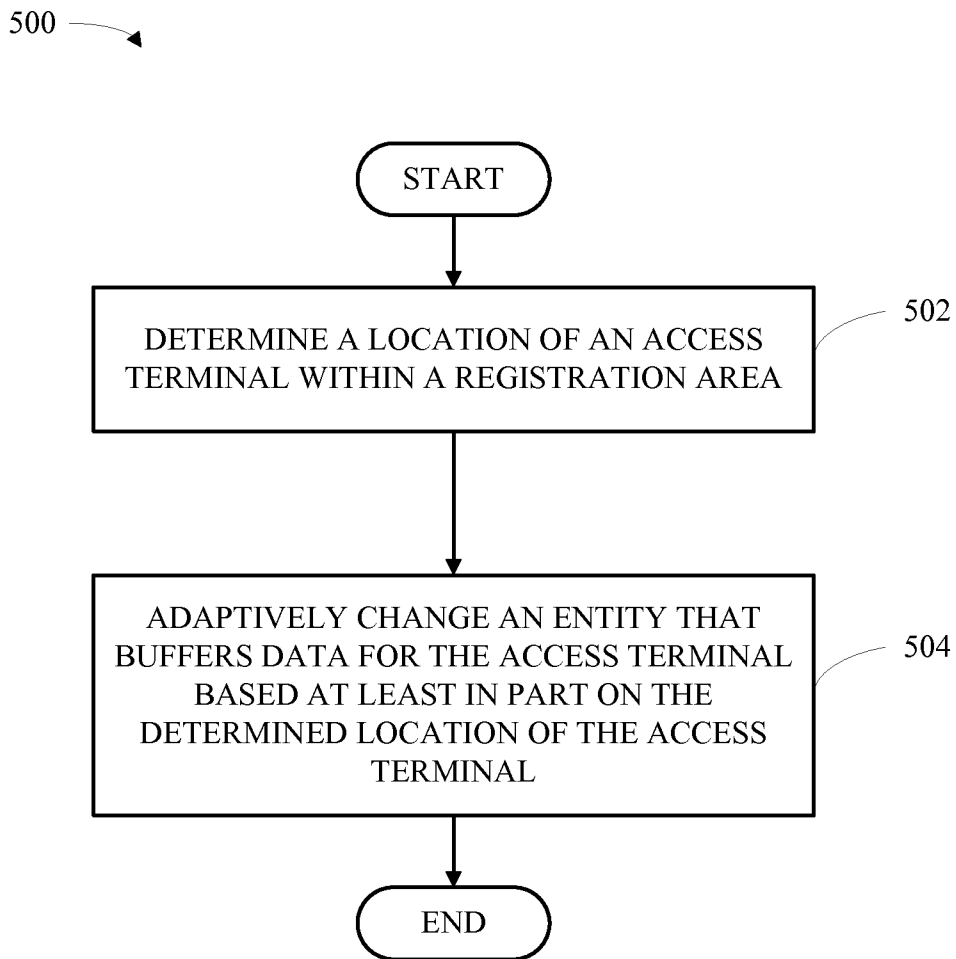 500
START
DETERMINE A LOCATION OF AN ACCESS
TERMINAL WITHIN A REGISTRATION AREA
502
ADAPTIVELY CHANGE AN ENTITY THAT
BUFFERS DATA FOR THE ACCESS TERMINAL
BASED AT LEAST IN PART ON THE
DETERMINED LOCATION OF THE ACCESS
TERMINAL
504
END